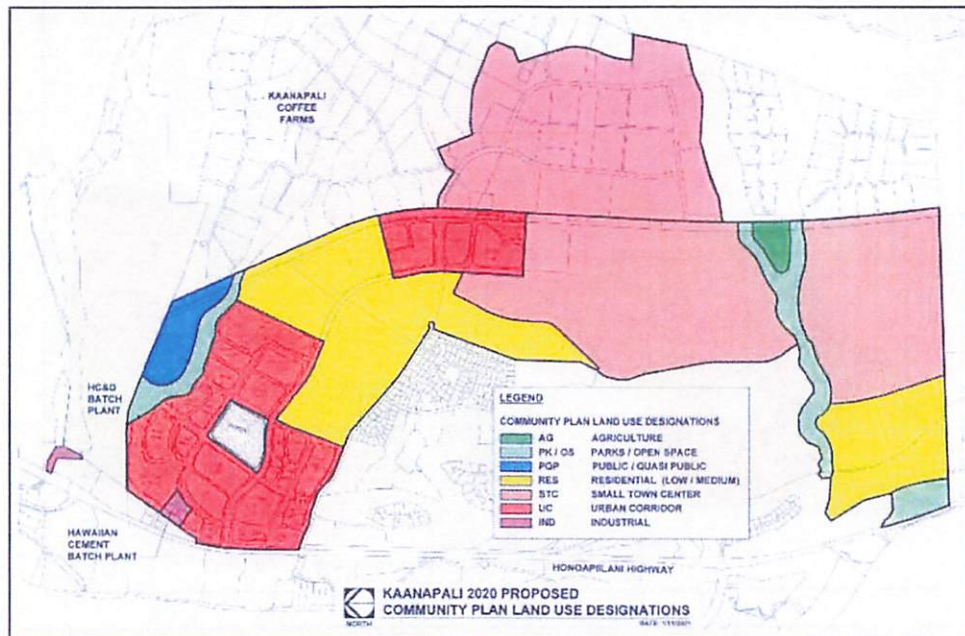 KAANAPALI
COFFEE
FARMS
HC&D
BATCH
PLANT
HAWAIIAN
CEMENT
BATCH PLANT
LEGEND
COMMUNITY PLAN LAND USE DESIGNATIONS
AG AGRICULTURE
PK / OS PARKS / OPEN SPACE
PQP PUBLIC / QUASI PUBLIC
RES RESIDENTIAL (LOW / MEDIUM)
STC SMALL TOWN CENTER
UC URBAN CORRIDOR
IND INDUSTRIAL
HONOAPIILANI HIGHWAY
KAANAPALI 2020 PROPOSED
COMMUNITY PLAN LAND USE DESIGNATIONS
NORTH